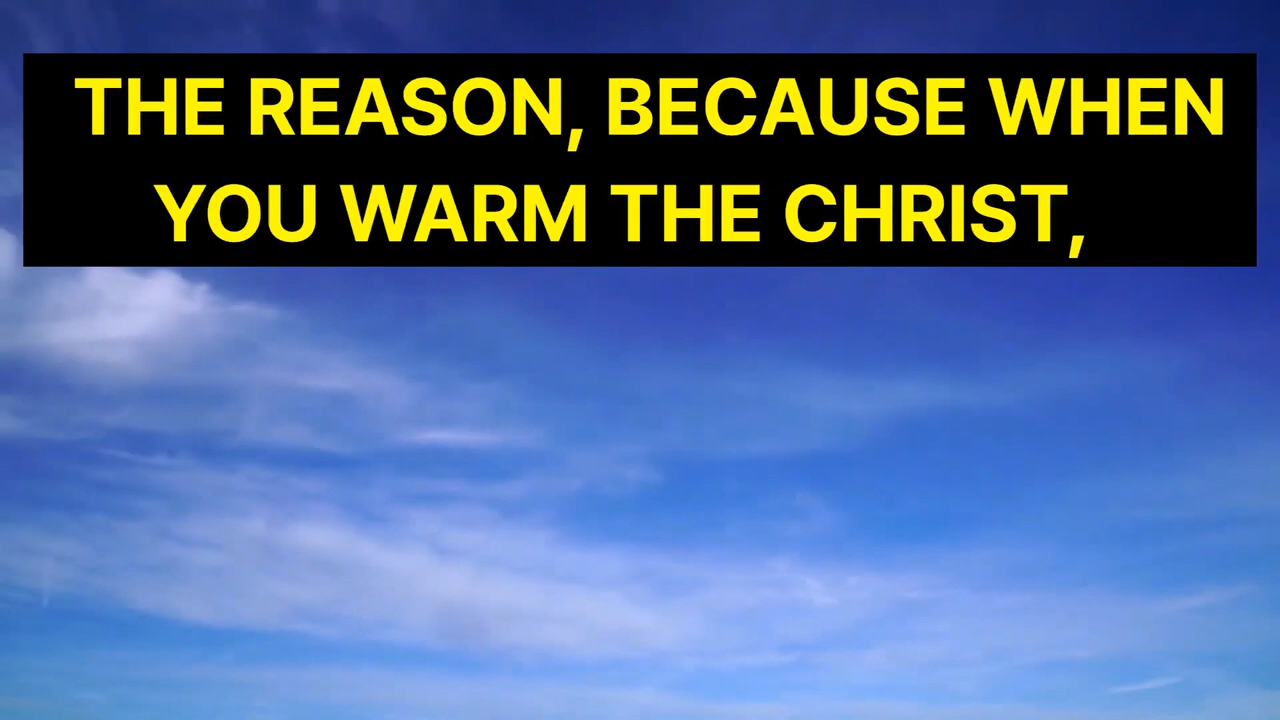 THE REASON, BECAUSE WHEN
YOU WARM THE CHRIST,